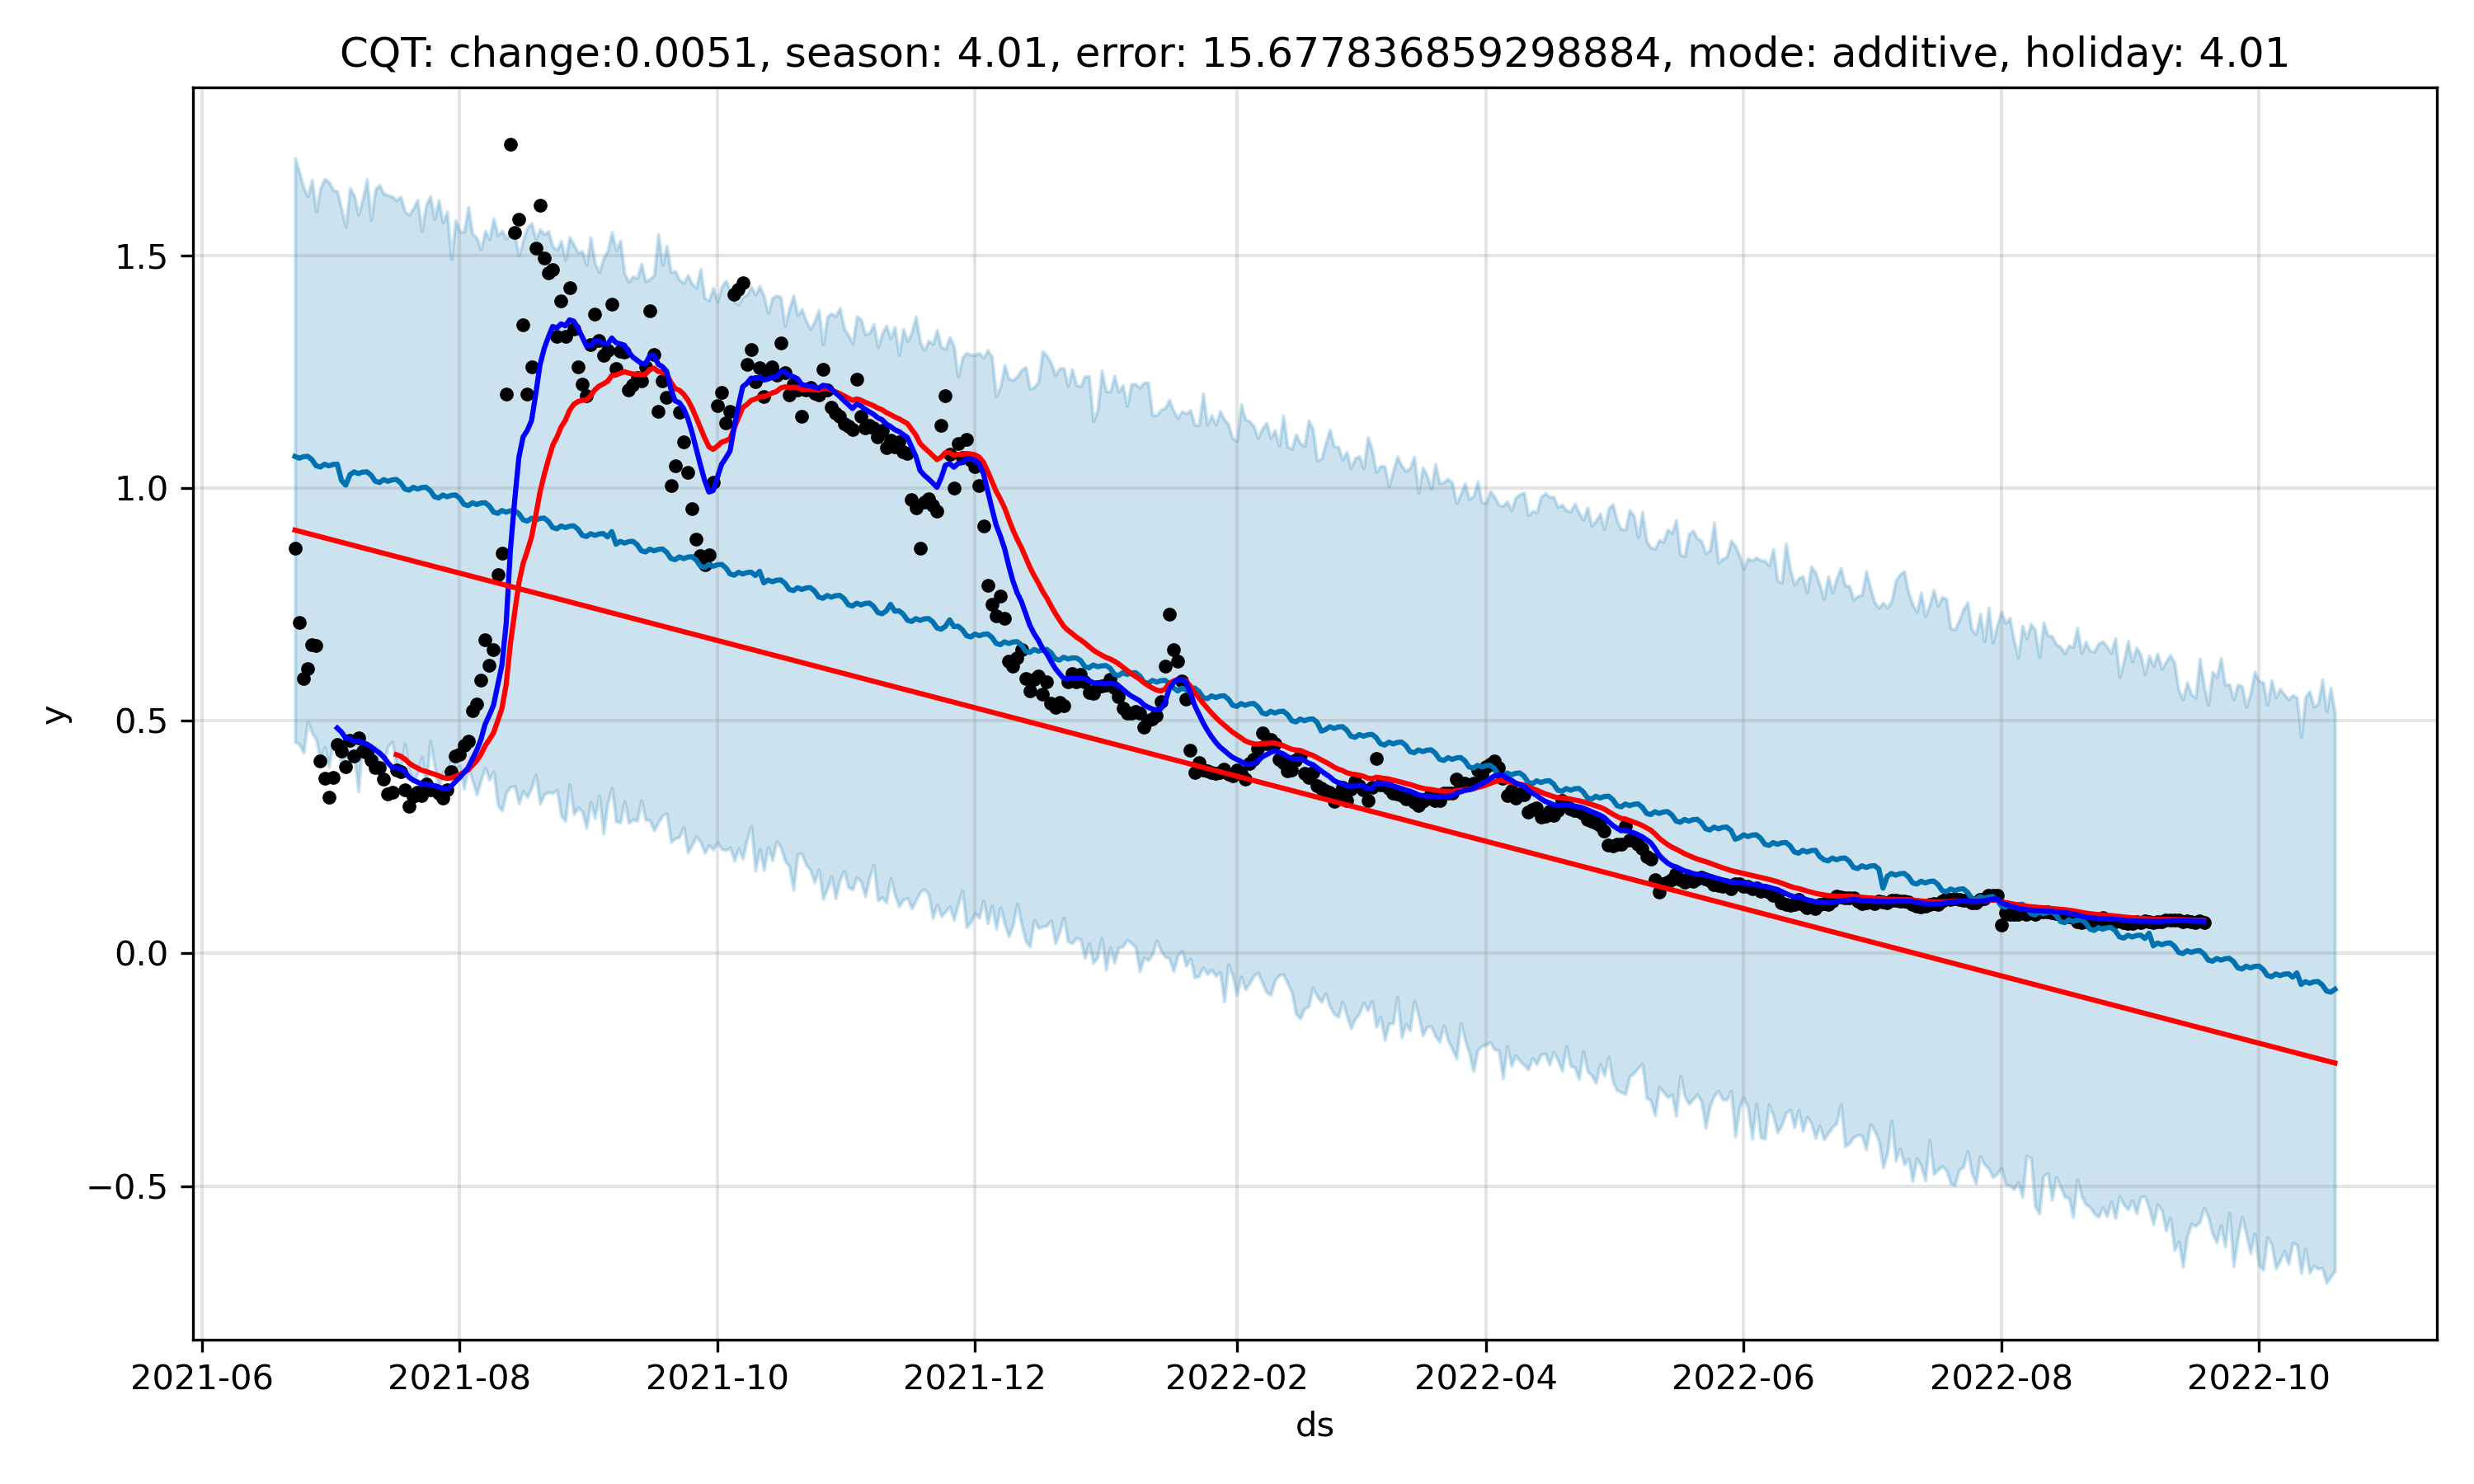 CQT: change:0.0051, season: 4.01, error: 15.677836859298884, mode: additive, holiday: 4.01
y
1.5
1.0
0.5
0.0
−0.5
2021-06 2021-08 2021-10 2021-12 2022-02 2022-04 2022-06 2022-08 2022-10
ds